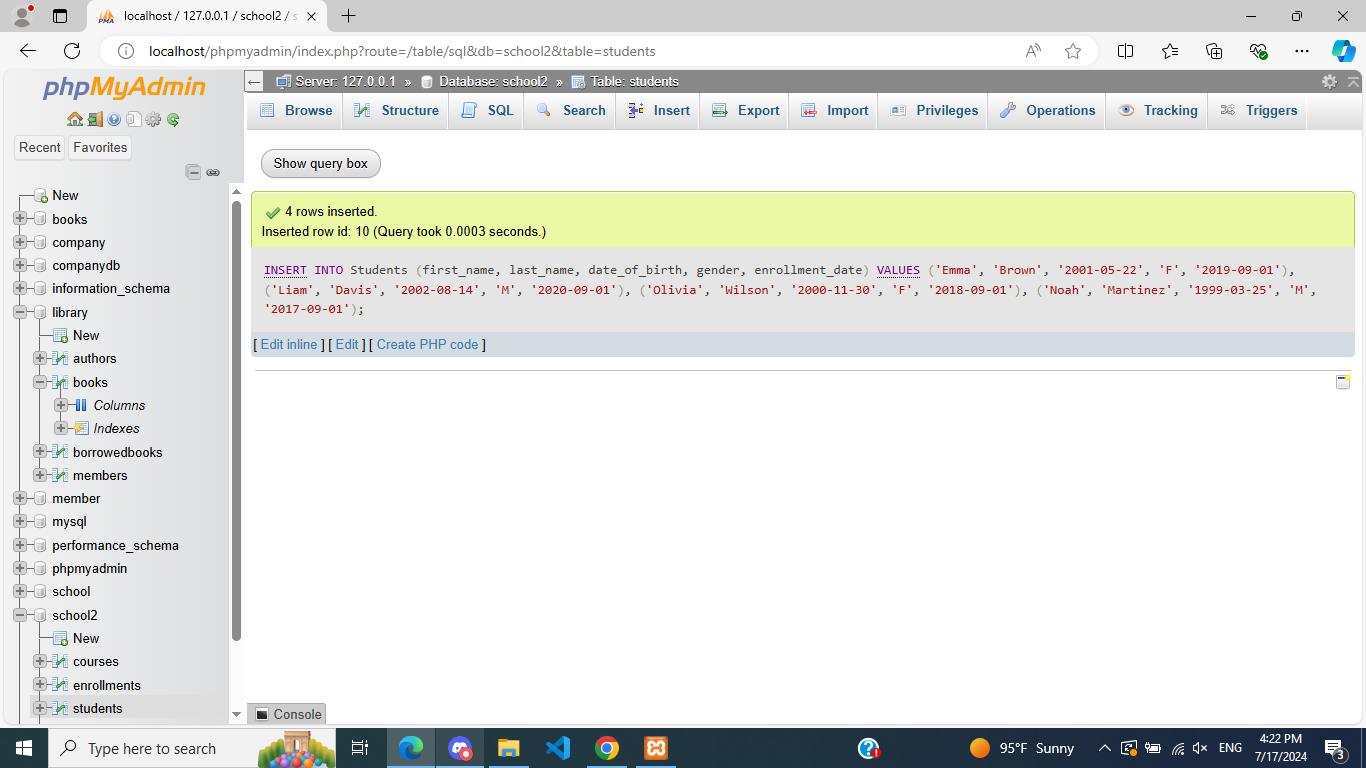 localhost / 127.0.0.1 / school2 / s
localhost/phpmyadmin/index.php?route=/table/sql&db=school2&table=students
phpMyAdmin
Recent
Favorites
New
books
company
companydb
information_schema
library
New
authors
books
Columns
Indexes
borrowedbooks
members
member
mysql
performance_schema
phpmyadmin
school
school2
New
courses
enrollments
students
Server: 127.0.0.1 » Database: school2 » Table: students
Browse Structure SQL Search Insert Export Import Privileges Operations Tracking Triggers
Show query box
4 rows inserted.
Inserted row id: 10 (Query took 0.0003 seconds.)
INSERT INTO Students (first_name, last_name, date_of_birth, gender, enrollment_date) VALUES ('Emma', 'Brown', '2001-05-22', 'F', '2019-09-01'),
('Liam', 'Davis', '2002-08-14', 'M', '2020-09-01'), ('Olivia', 'Wilson', '2000-11-30', 'F', '2018-09-01'), ('Noah', 'Martinez', '1999-03-25', 'M',
'2017-09-01');
[ Edit inline ] [ Edit ] [ Create PHP code ]
Console
Type here to search
95°F Sunny
ENG
4:22 PM
7/17/2024
3